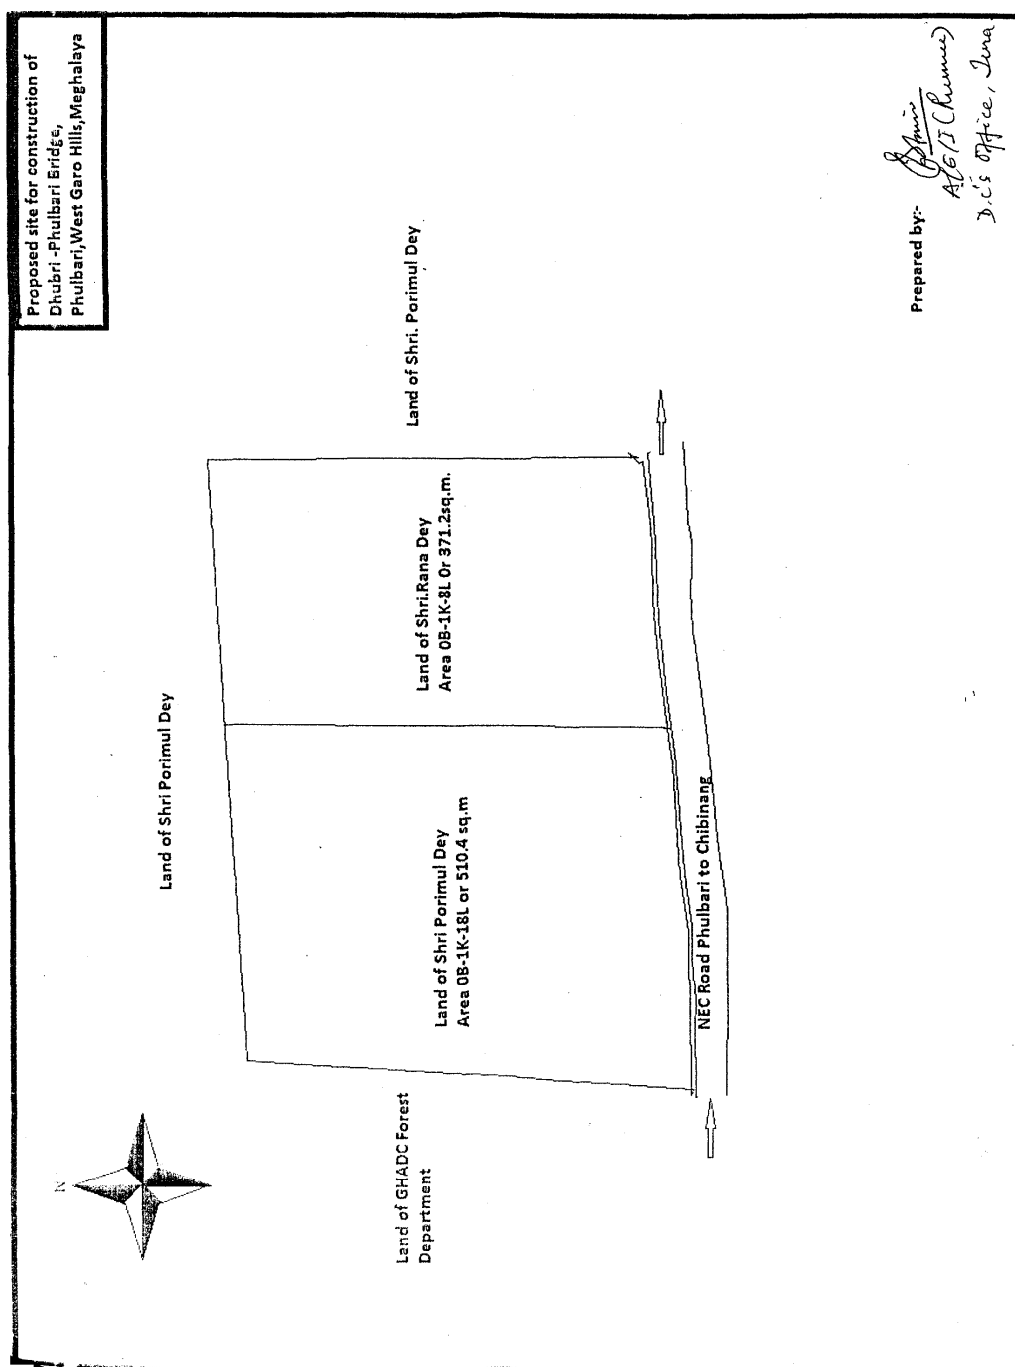 Proposed site for construction of
Dhubri -Phulbari Bridge,
Phulbari,West Garo Hills,Meghalaya
N
Land of Shri Porimul Dey
Land of GHADC Forest
Department
Land of Shri Porimul Dey
Area 0B-1K-18L or 510.4 sq.m
Land of Shri.Rana Dey
Area 0B-1K-8L Or 371.2sq.m.
Land of Shri. Porimul Dey
NEC Road Phulbari to Chibinang
Prepared by:-
D.C's Office, Tura.